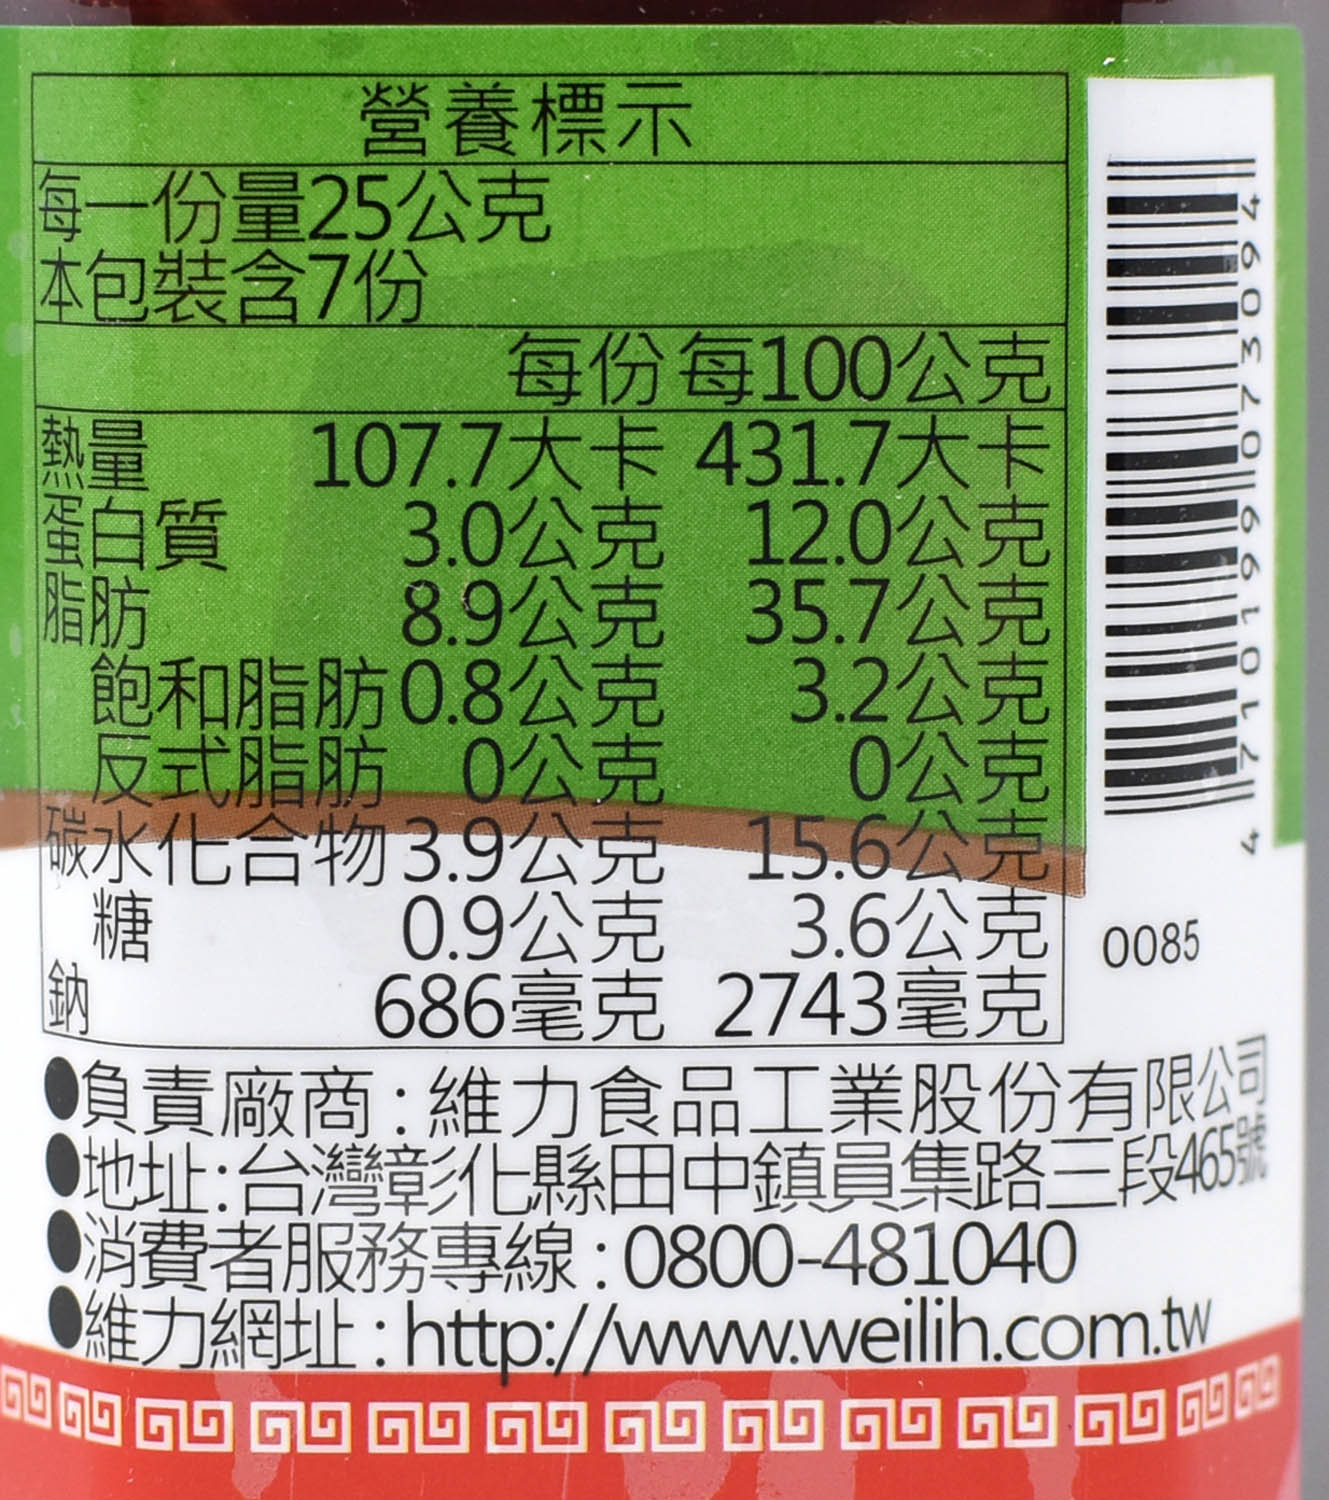 營養標示
每一份量25公克
本包裝含7份
每份 每100公克
熱量 107.7大卡 431.7大卡
蛋白質 3.0公克 12.0公克
脂肪 8.9公克 35.7公克
飽和脂肪 0.8公克 3.2公克
反式脂肪 0公克 0公克
碳水化合物 3.9公克 15.6公克
糖 0.9公克 3.6公克
鈉 686毫克 2743毫克
●負責廠商:維力食品工業股份有限公司
●地址:台灣彰化縣田中鎮員集路三段465號
●消費者服務專線:0800-481040
●維力網址:http://www.weilih.com.tw
4710199073094
0085